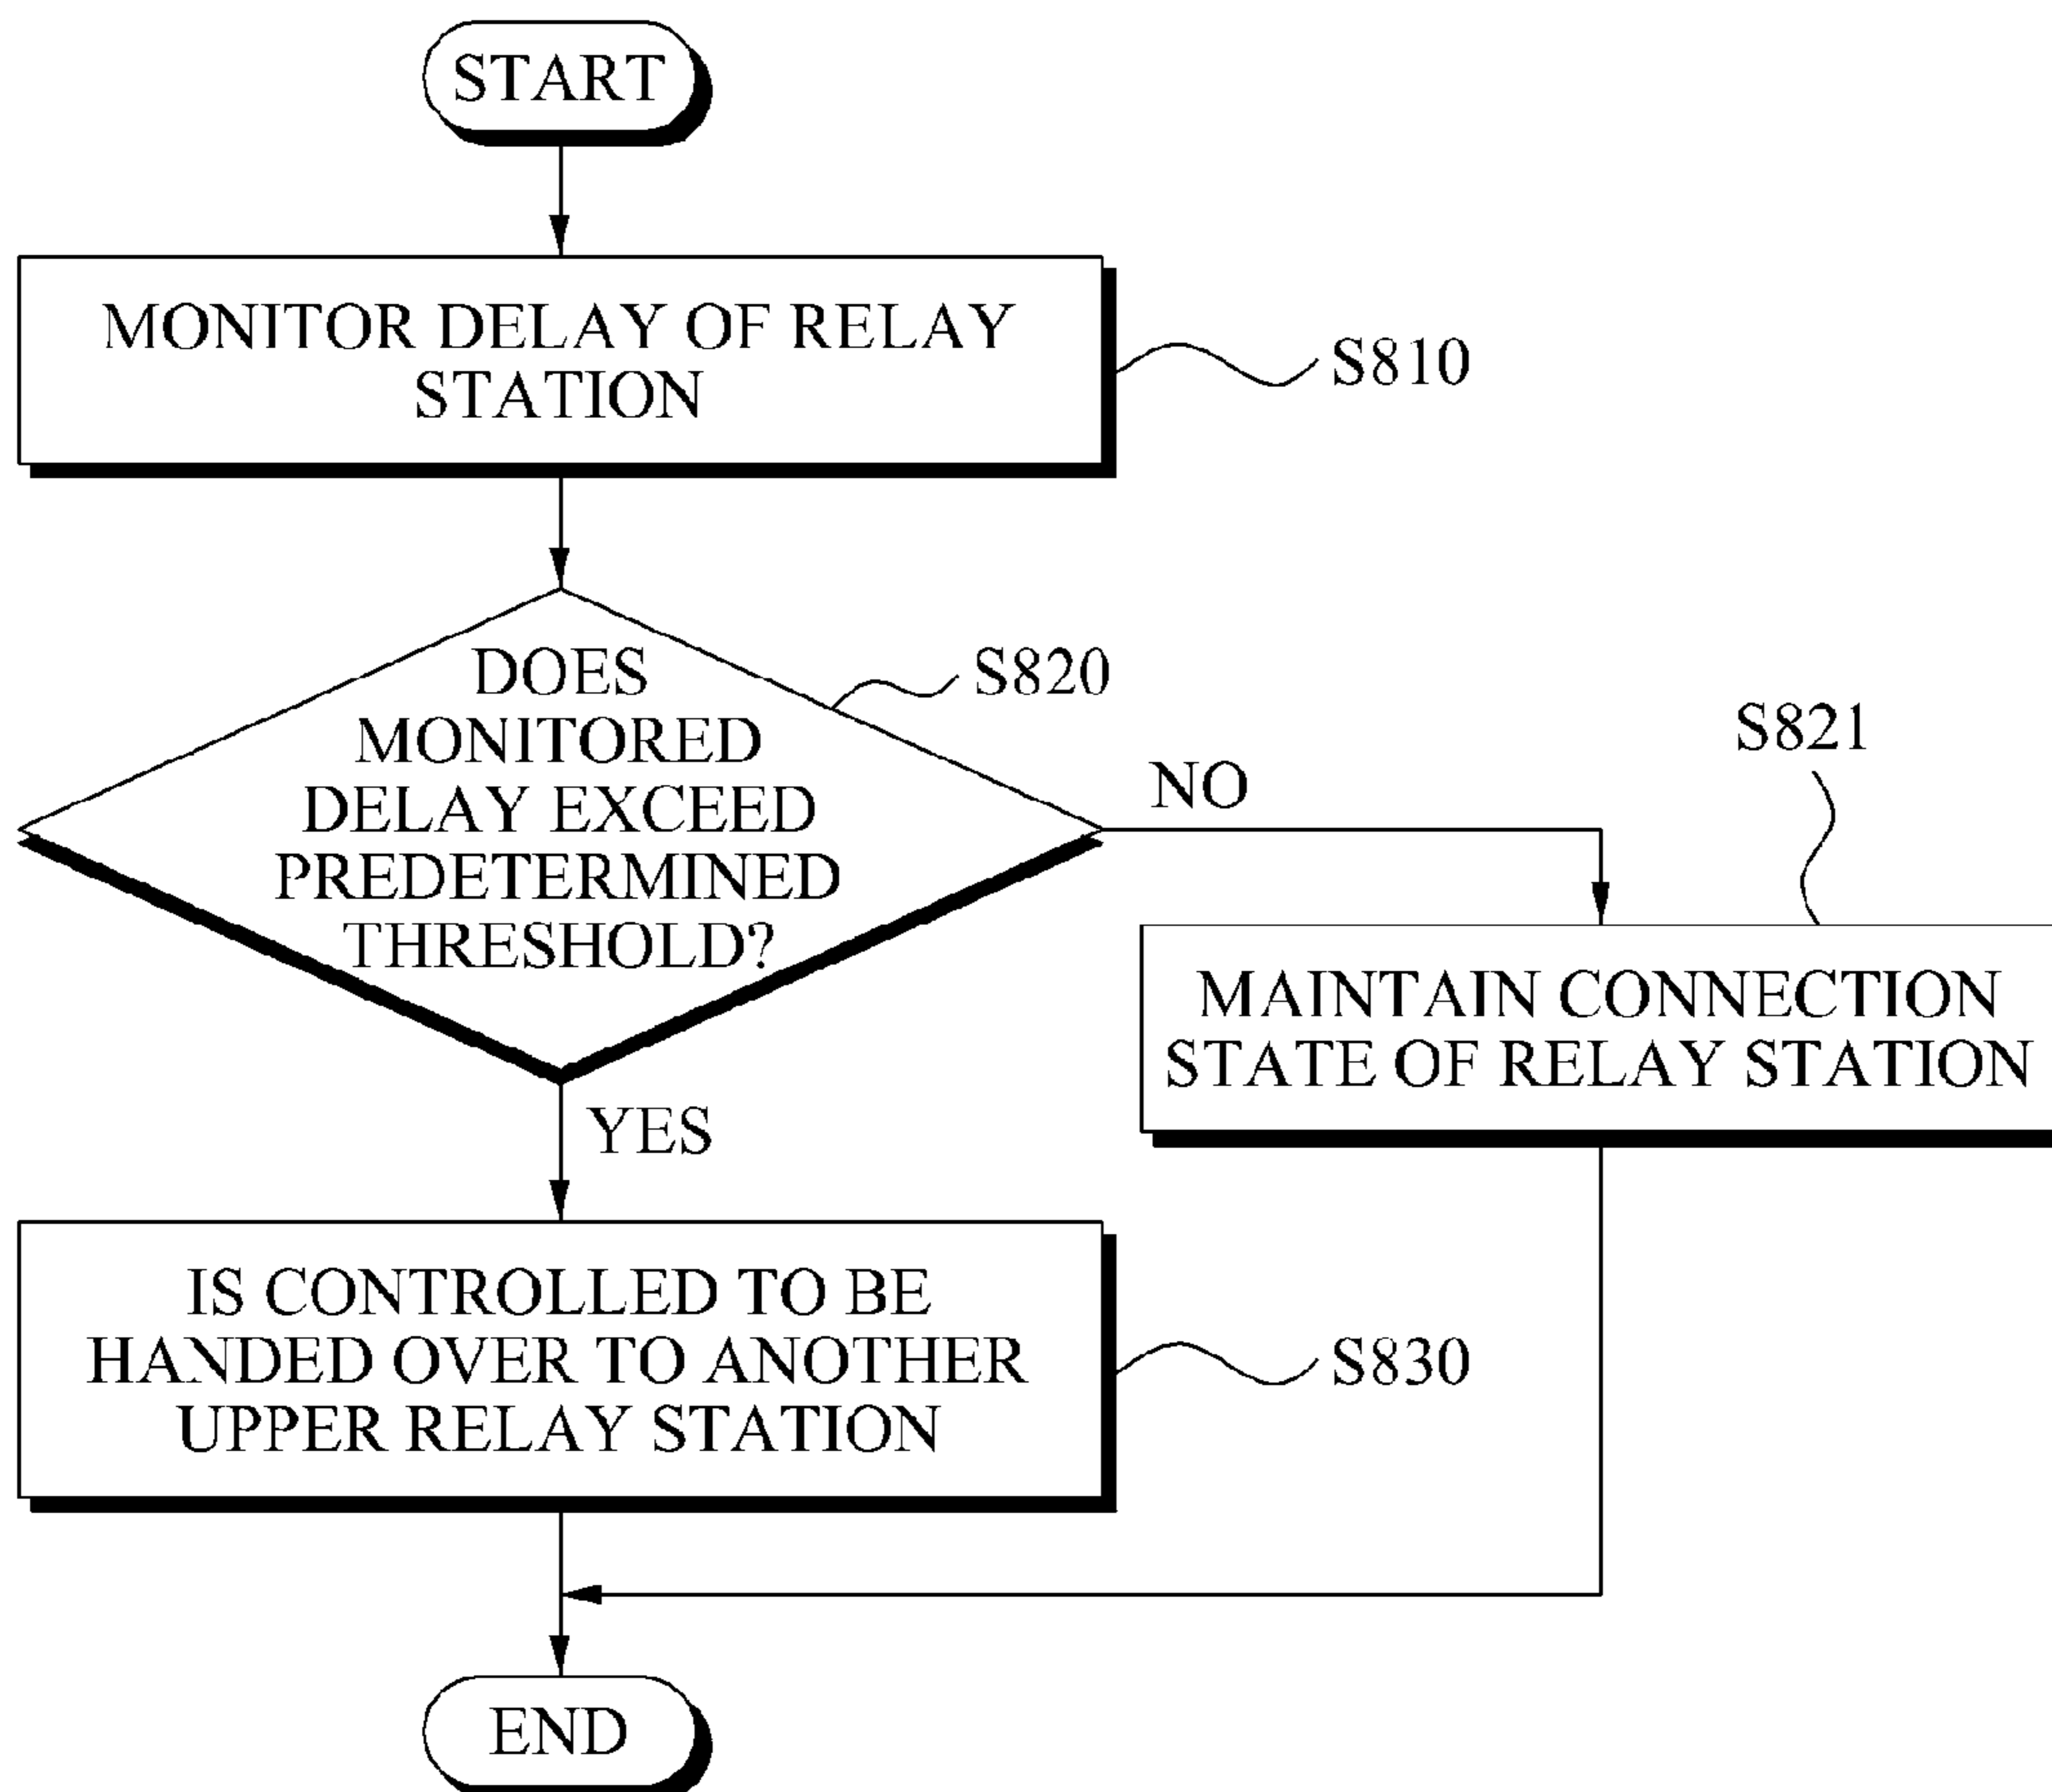 START
MONITOR DELAY OF RELAY
STATION
S810
DOES
MONITORED
DELAY EXCEED
PREDETERMINED
THRESHOLD?
S820
NO
S821
MAINTAIN CONNECTION
STATE OF RELAY STATION
YES
IS CONTROLLED TO BE
HANDED OVER TO ANOTHER
UPPER RELAY STATION
S830
END